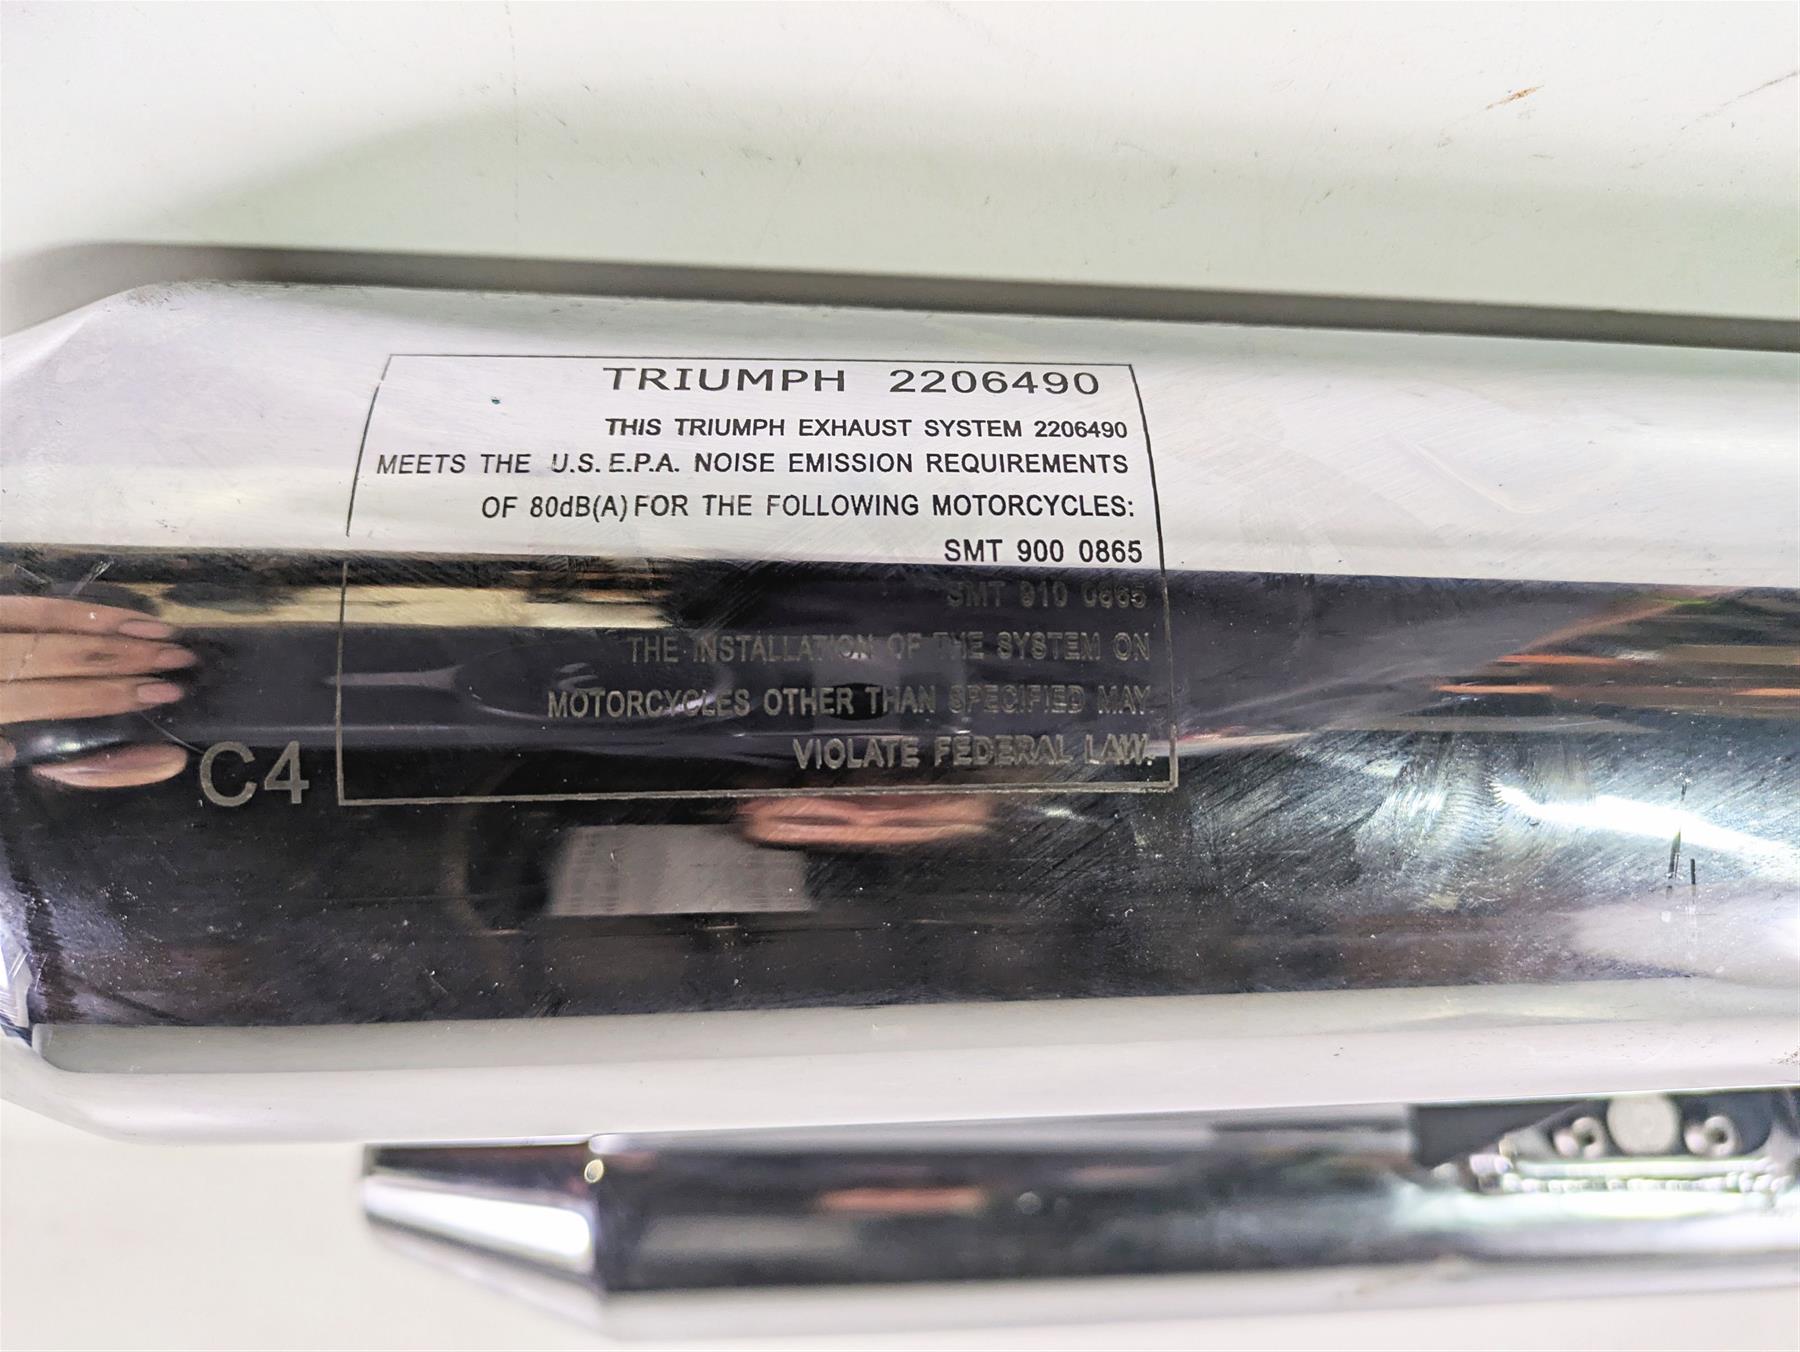 TRIUMPH 2206490
THIS TRIUMPH EXHAUST SYSTEM 2206490
MEETS THE U.S.E.P.A. NOISE EMISSION REQUIREMENTS
OF 80dB(A) FOR THE FOLLOWING MOTORCYCLES:
SMT 900 0865
SMT 910 0865
THE INSTALLATION OF THE SYSTEM ON
MOTORCYCLES OTHER THAN SPECIFIED MAY
VIOLATE FEDERAL LAW.
C4